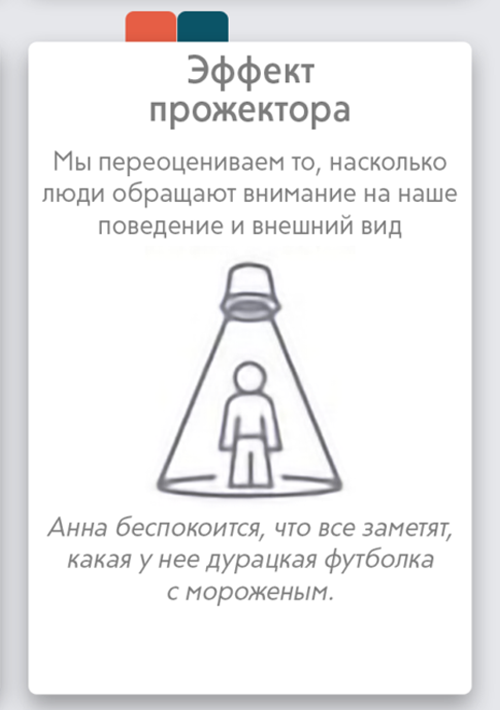 Эффект
прожектора
Мы переоцениваем то, насколько
люди обращают внимание на наше
поведение и внешний вид
Анна беспокоится, что все заметят,
какая у нее дурацкая футболка
с мороженым.